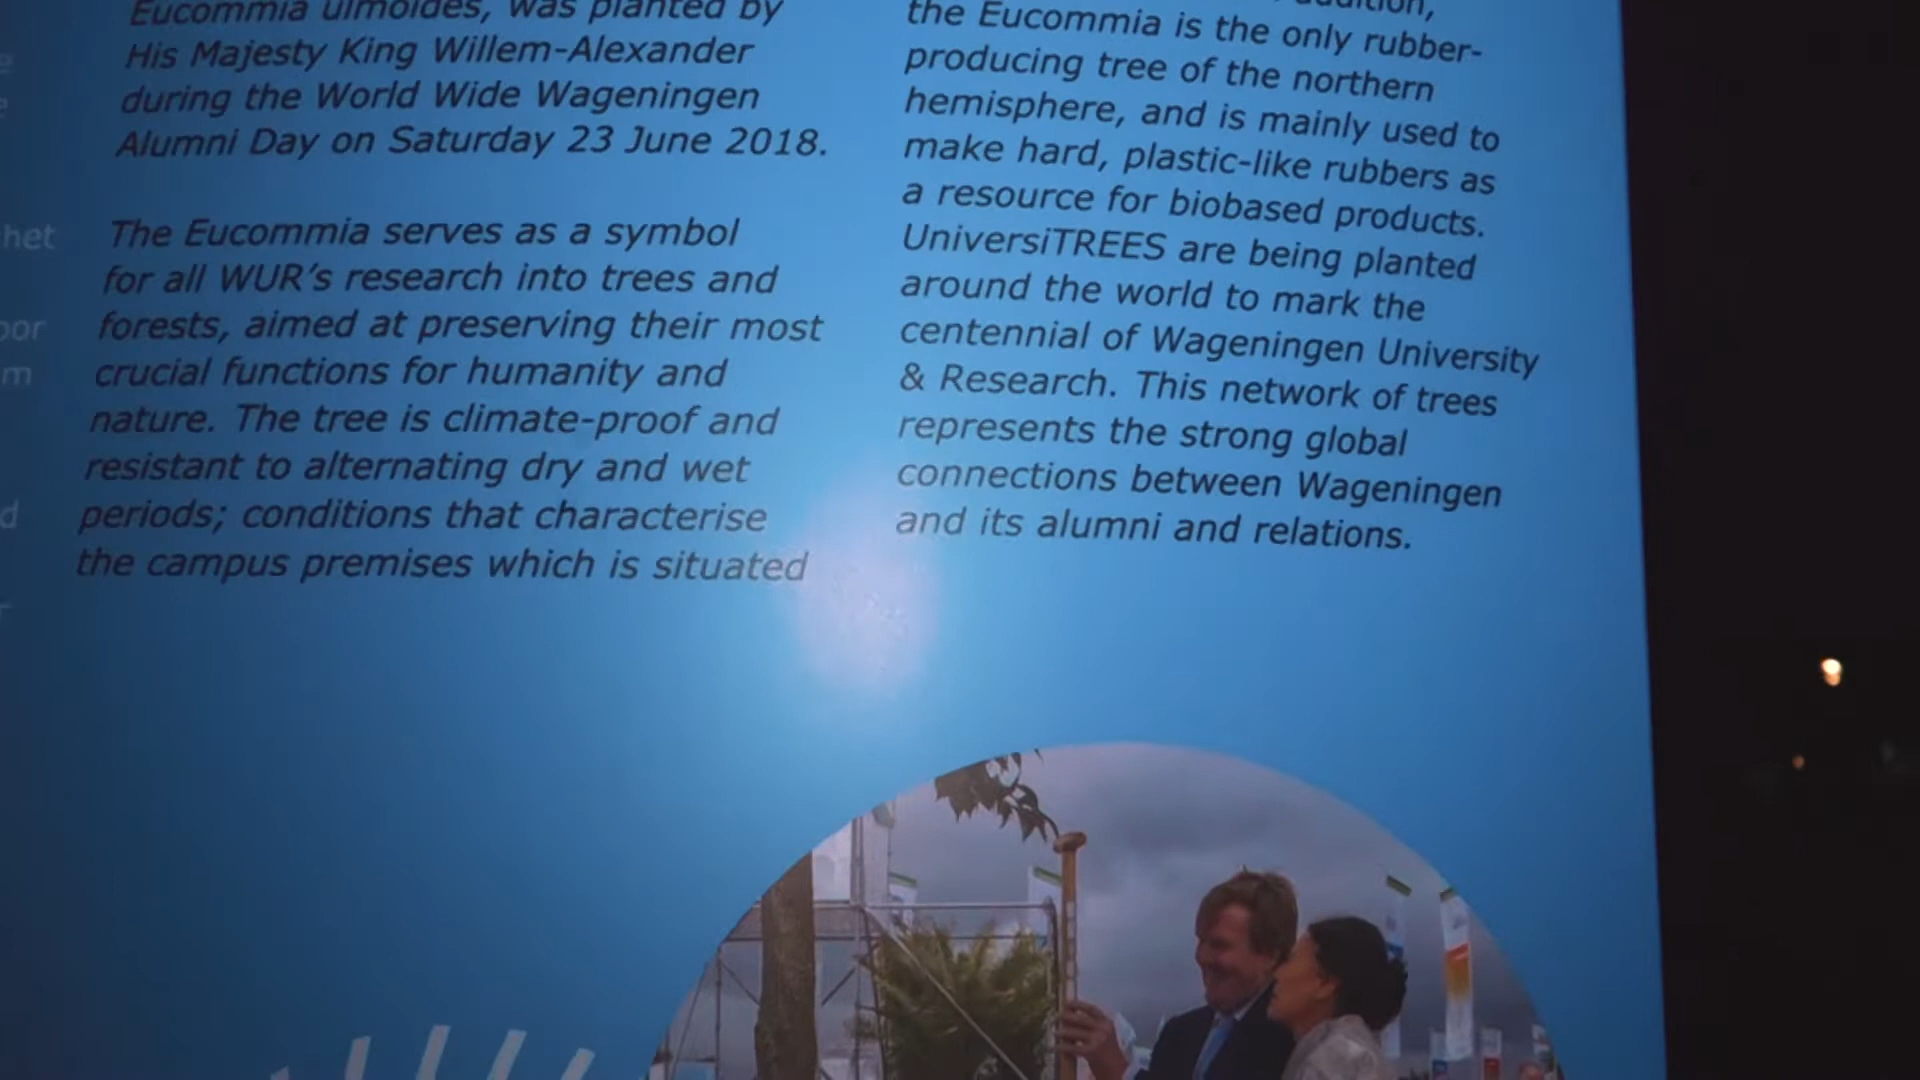 Eucommia ulmoides, was planted by
His Majesty King Willem-Alexander
during the World Wide Wageningen
Alumni Day on Saturday 23 June 2018.
The Eucommia serves as a symbol
for all WUR's research into trees and
forests, aimed at preserving their most
crucial functions for humanity and
nature. The tree is climate-proof and
resistant to alternating dry and wet
periods; conditions that characterise
the campus premises which is situated
the Eucommia is the only rubber-
producing tree of the northern
hemisphere, and is mainly used to
make hard, plastic-like rubbers as
a resource for biobased products.
UniversiTREES are being planted
around the world to mark the
centennial of Wageningen University
& Research. This network of trees
represents the strong global
connections between Wageningen
and its alumni and relations.
het